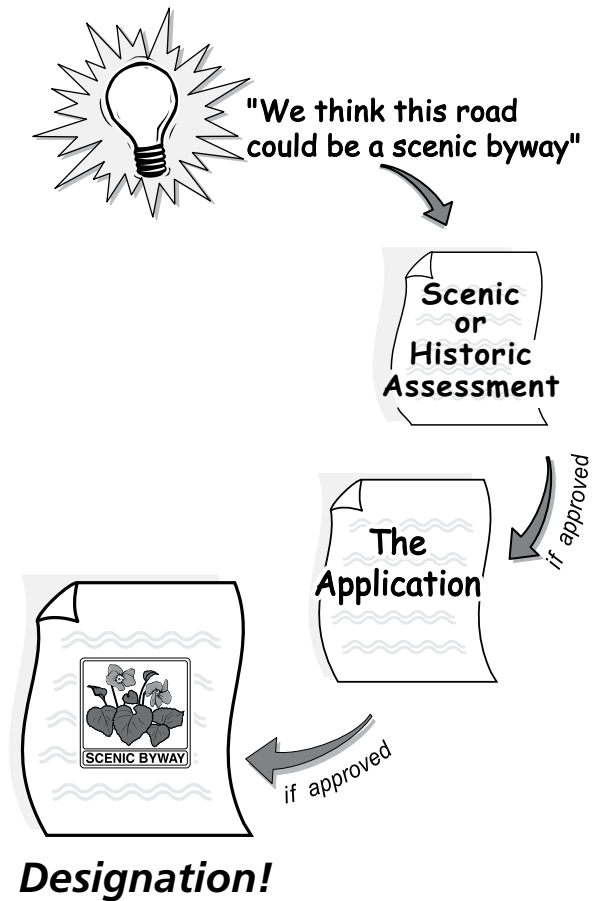 "We think this road
could be a scenic byway"
Scenic
or
Historic
Assessment
if approved
The
Application
if approved
SCENIC BYWAY
Designation!